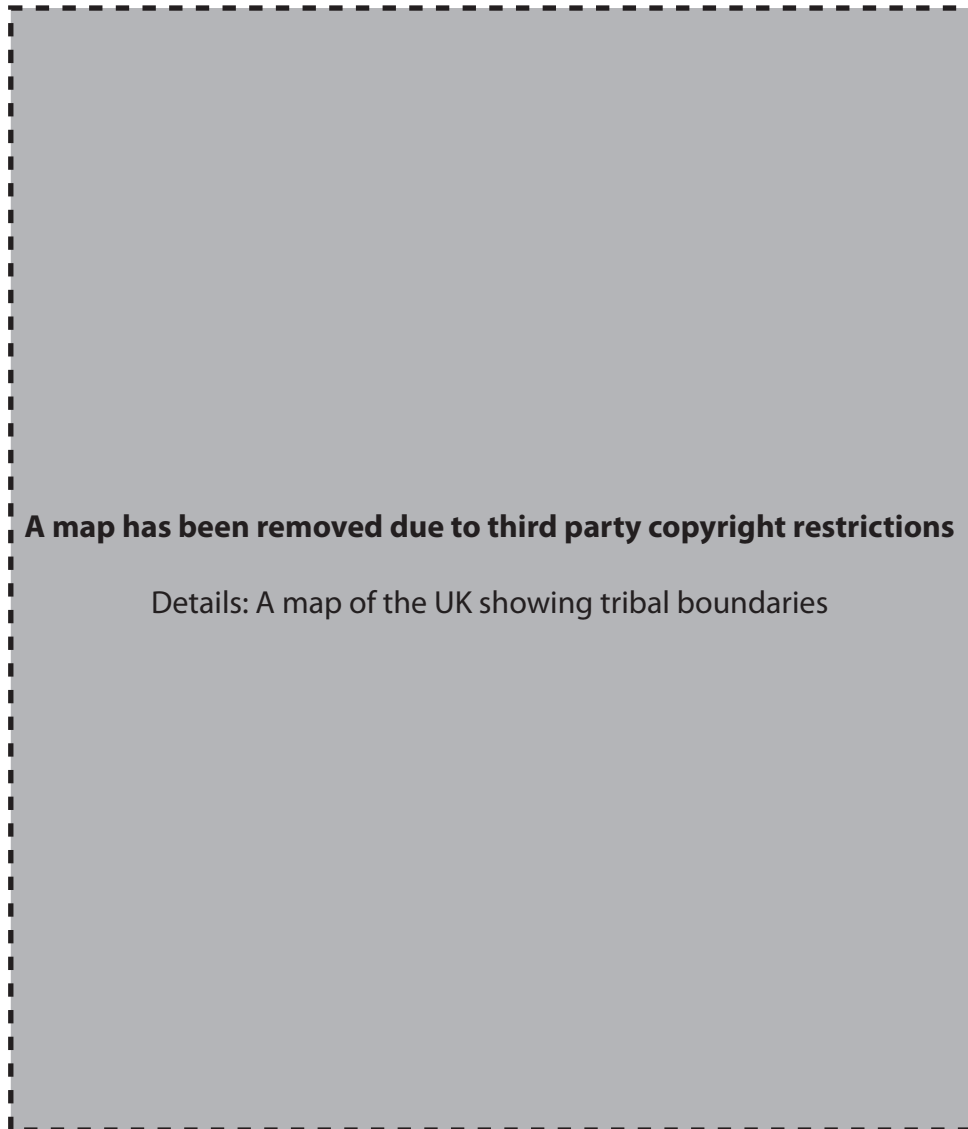 A map has been removed due to third party copyright restrictions
Details: A map of the UK showing tribal boundaries